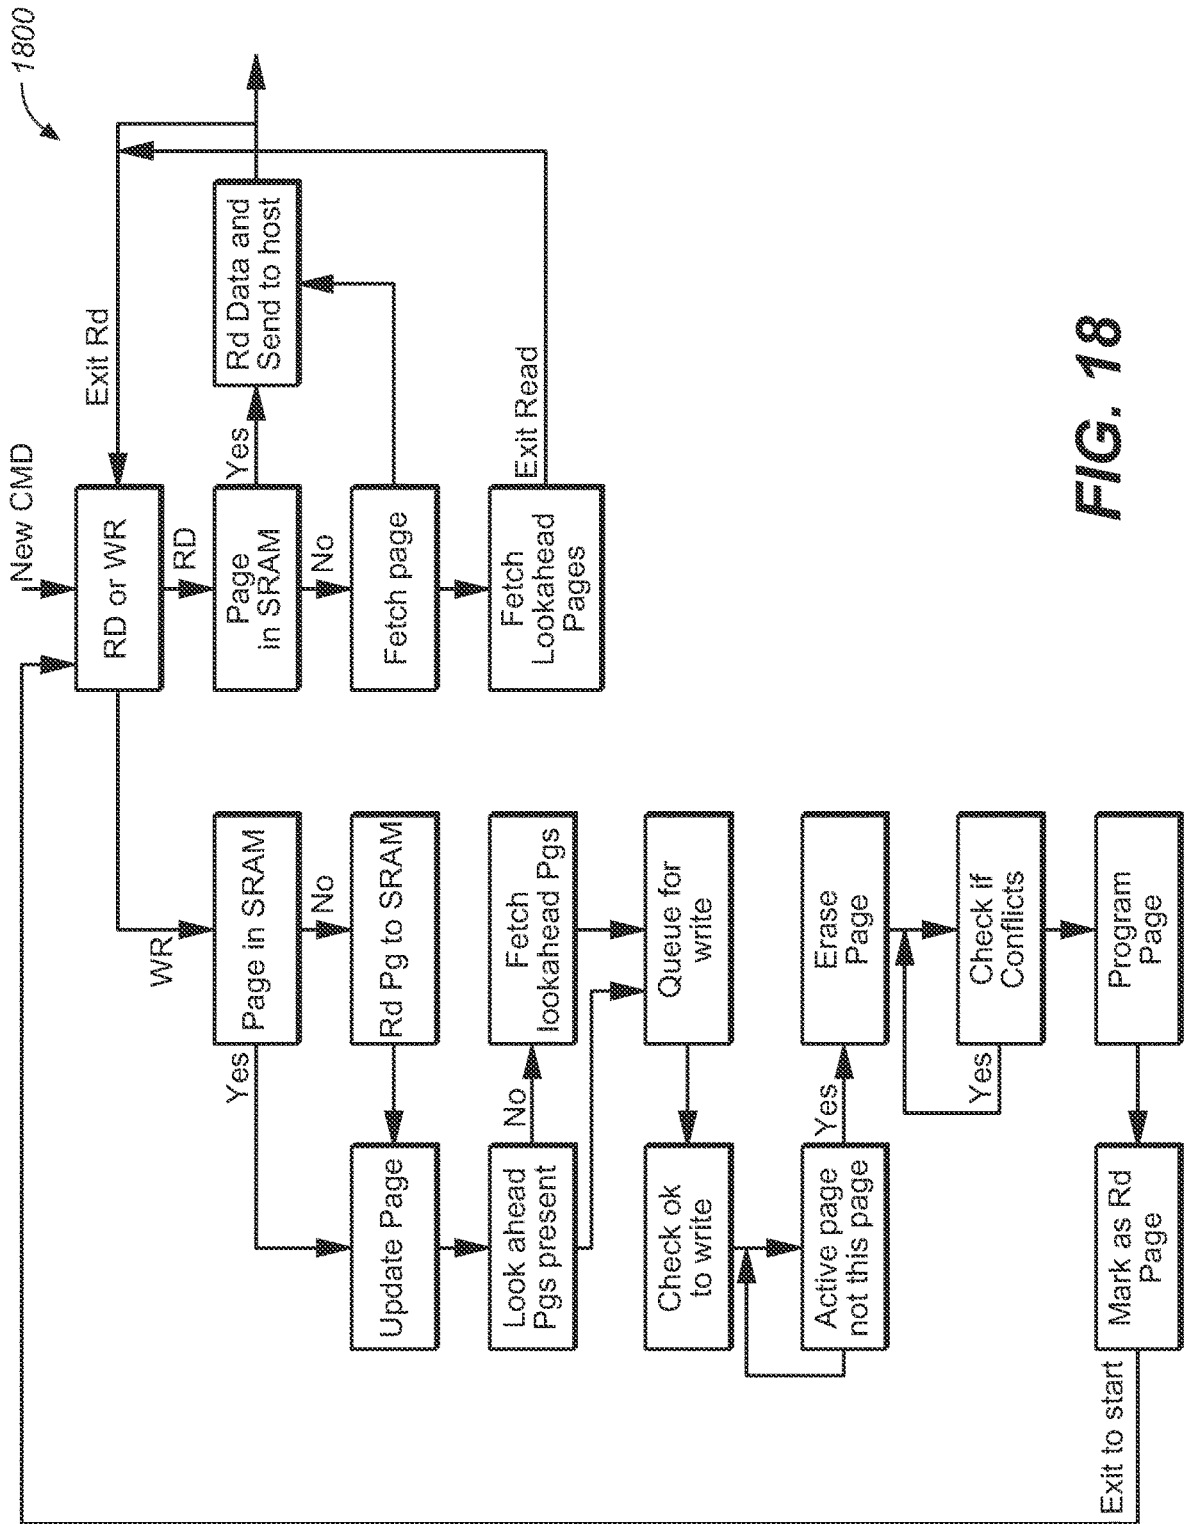 1800
New CMD
Exit Rd
RD or WR
RD
WR
Page
in SRAM
Yes
No
Rd Data and
Send to host
Fetch page
Fetch
Lookahead
Pages
Exit Read
Page in SRAM
Yes
No
Rd Pg to SRAM
Update Page
Look ahead
Pgs present
No
Fetch
lookahead Pgs
Queue for
write
Check ok
to write
Active page
not this page
Yes
Erase
Page
Check if
Conflicts
Yes
Program
Page
Mark as Rd
Page
Exit to start
FIG. 18